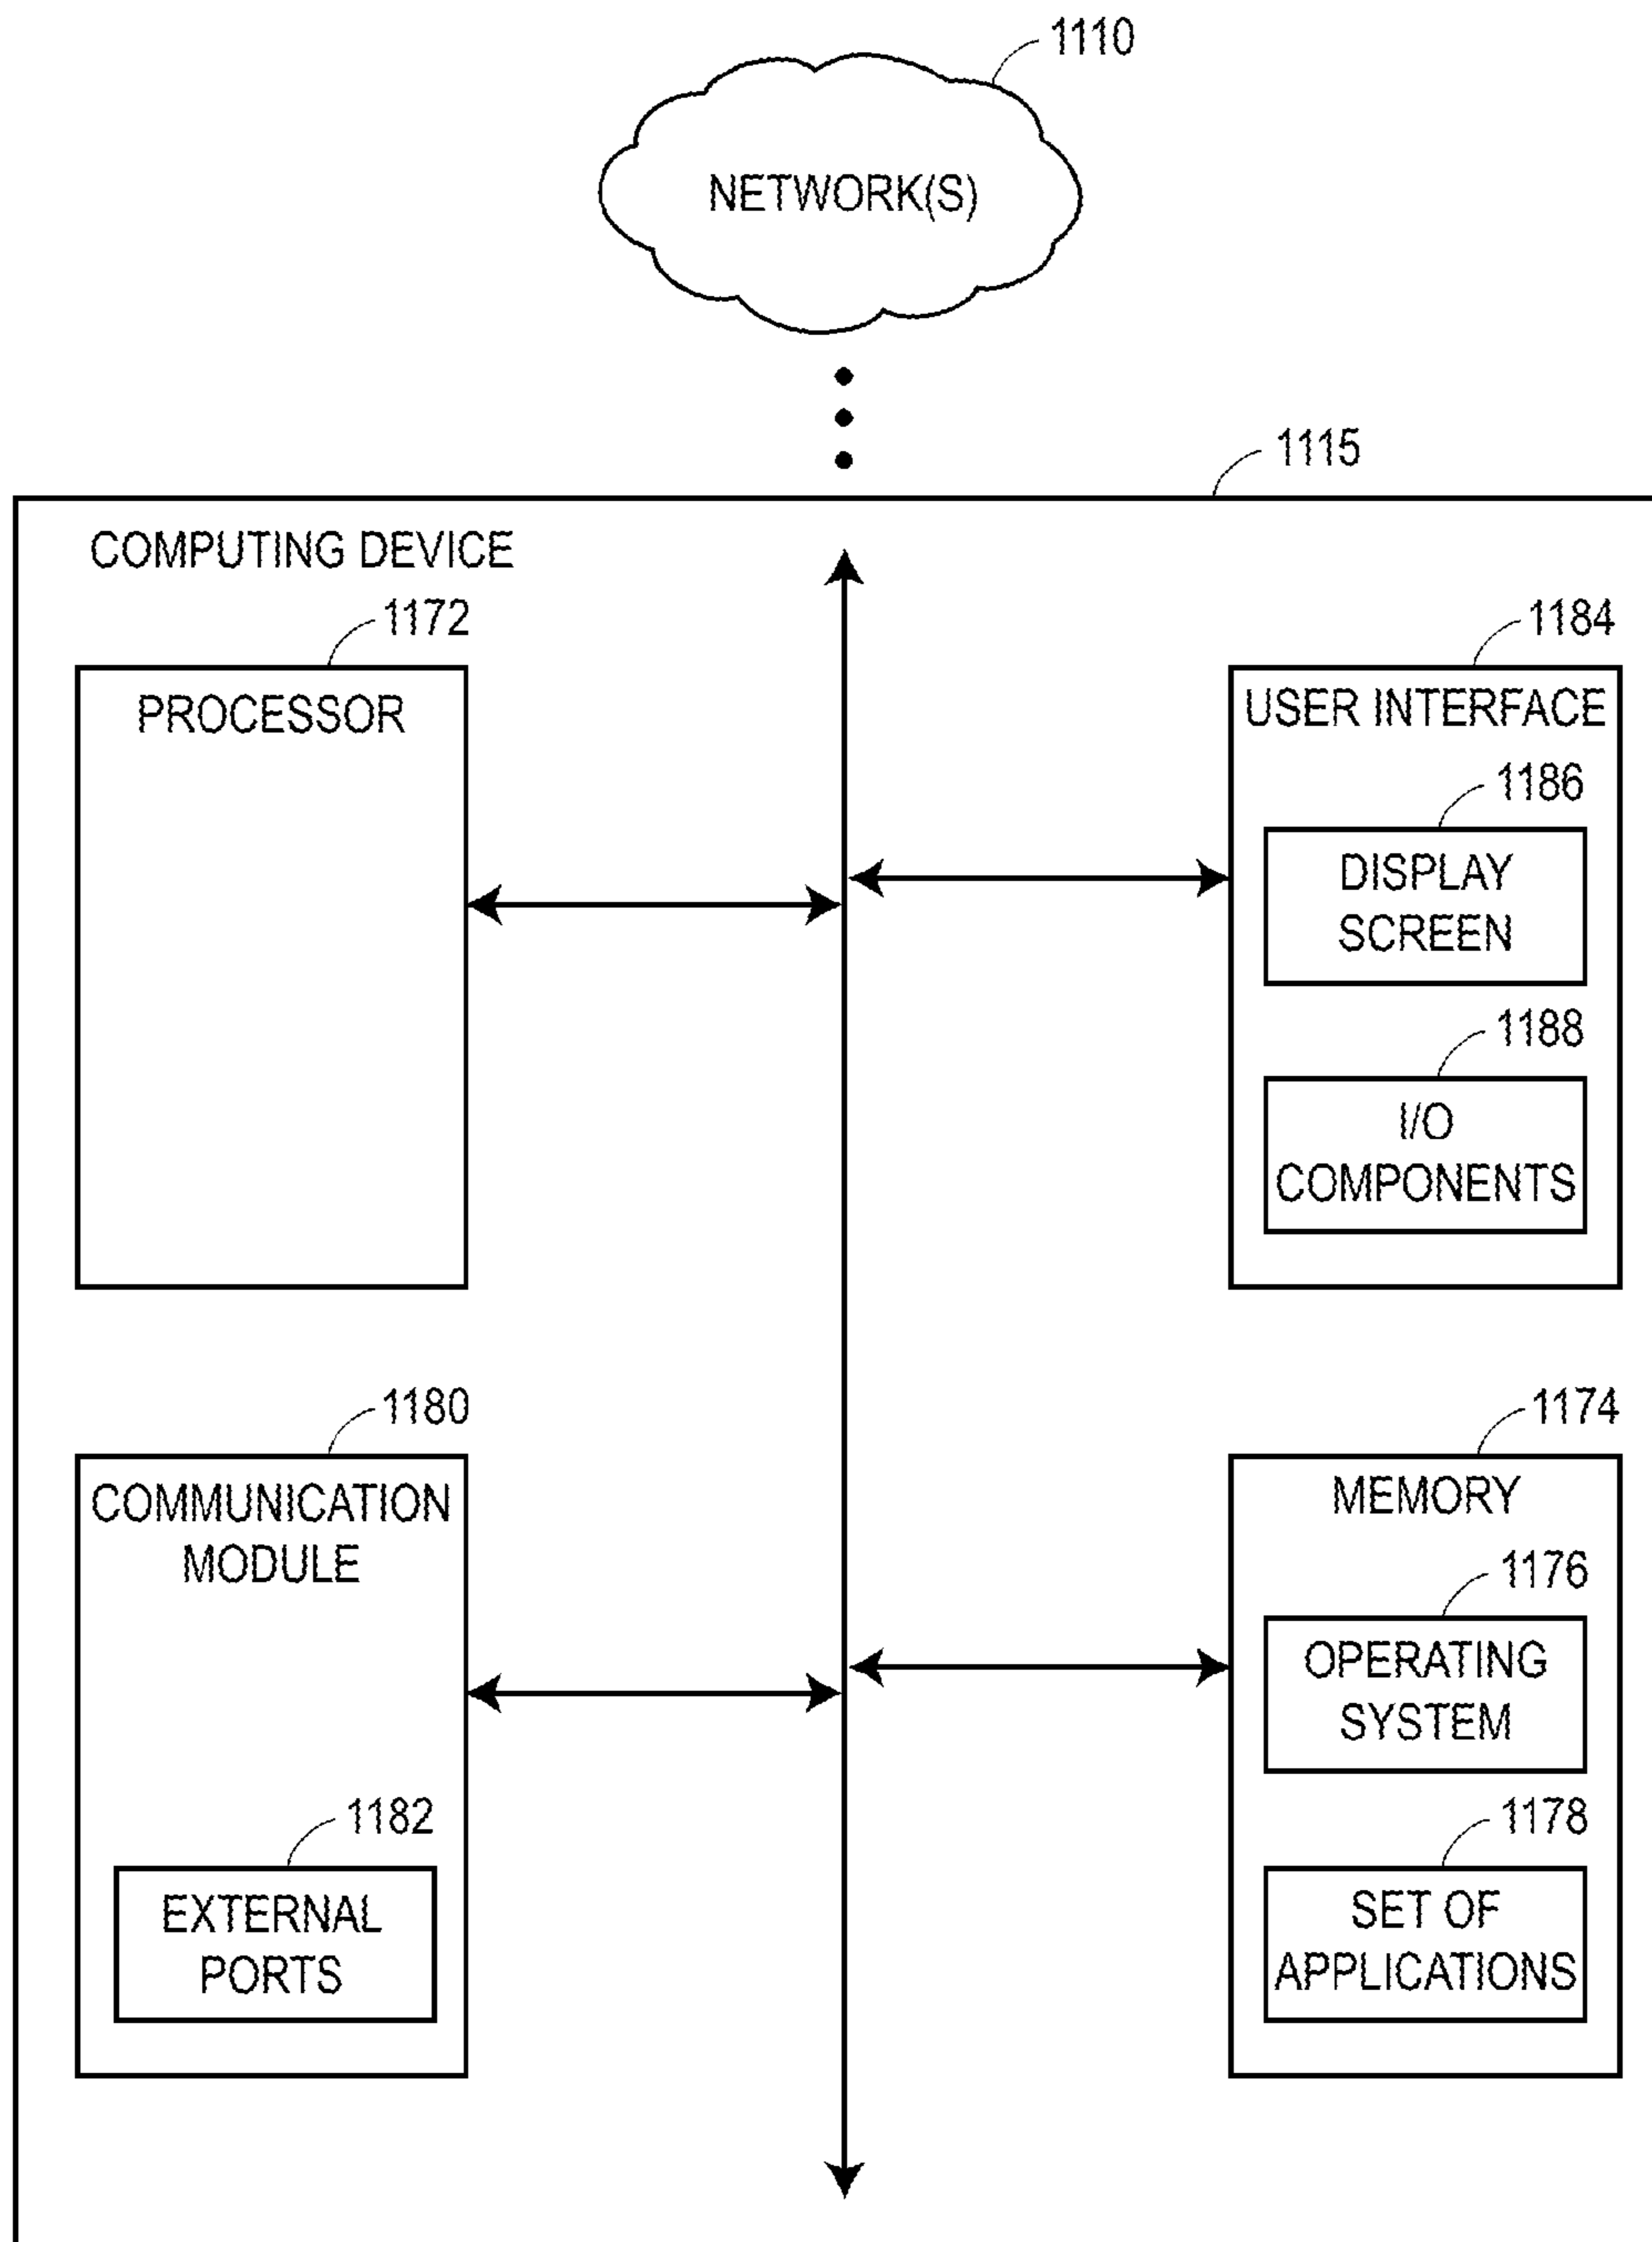 1110
NETWORK(S)
1115
COMPUTING DEVICE
1172
PROCESSOR
1184
USER INTERFACE
1186
DISPLAY
SCREEN
1188
I/O
COMPONENTS
1180
COMMUNICATION
MODULE
1182
EXTERNAL
PORTS
1174
MEMORY
1176
OPERATING
SYSTEM
1178
SET OF
APPLICATIONS